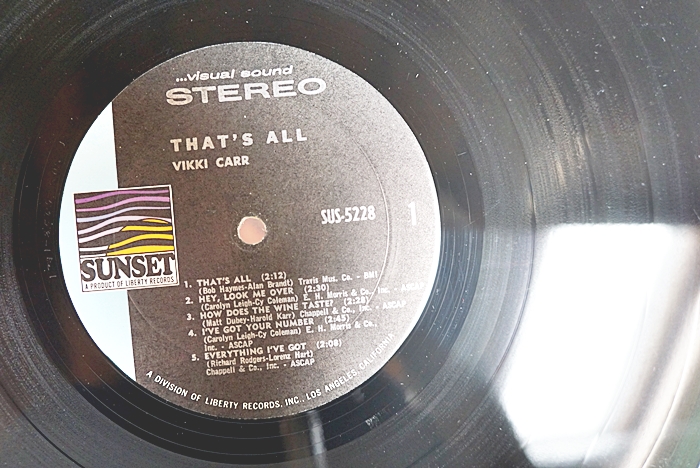 ...visual sound
STEREO
THAT'S ALL
VIKKI CARR
SUS-5228
1
SUNSET
A PRODUCT OF LIBERTY RECORDS
1. THAT'S ALL (2:12)
(Bob Haymes-Alan Brandt) Travis Mus. Co. - BMI
2. HEY, LOOK ME OVER (2:30)
(Carolyn Leigh-Cy Coleman) E. H. Morris & Co., Inc. - ASCAP
3. HOW DOES THE WINE TASTE? (2:28)
(Matt Dubey-Harold Karr) Chappell & Co., Inc. - ASCAP
4. I'VE GOT YOUR NUMBER (2:45)
(Carolyn Leigh-Cy Coleman) E. H. Morris & Co.,
Inc. - ASCAP
5. EVERYTHING I'VE GOT (2:08)
(Richard Rodgers-Lorenz Hart)
Chappell & Co., Inc. - ASCAP
A DIVISION OF LIBERTY RECORDS, INC., LOS ANGELES, CALIFORNIA